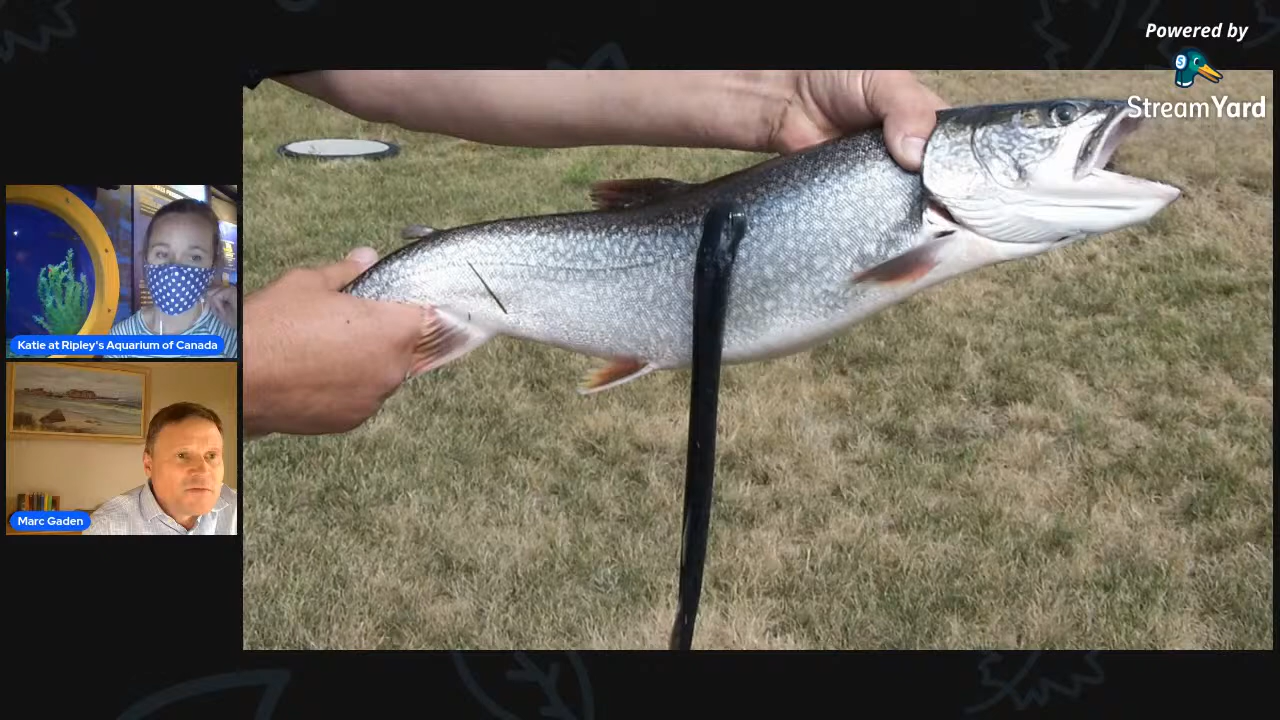 Powered by
StreamYard
Katie at Ripley's Aquarium of Canada
Marc Gaden